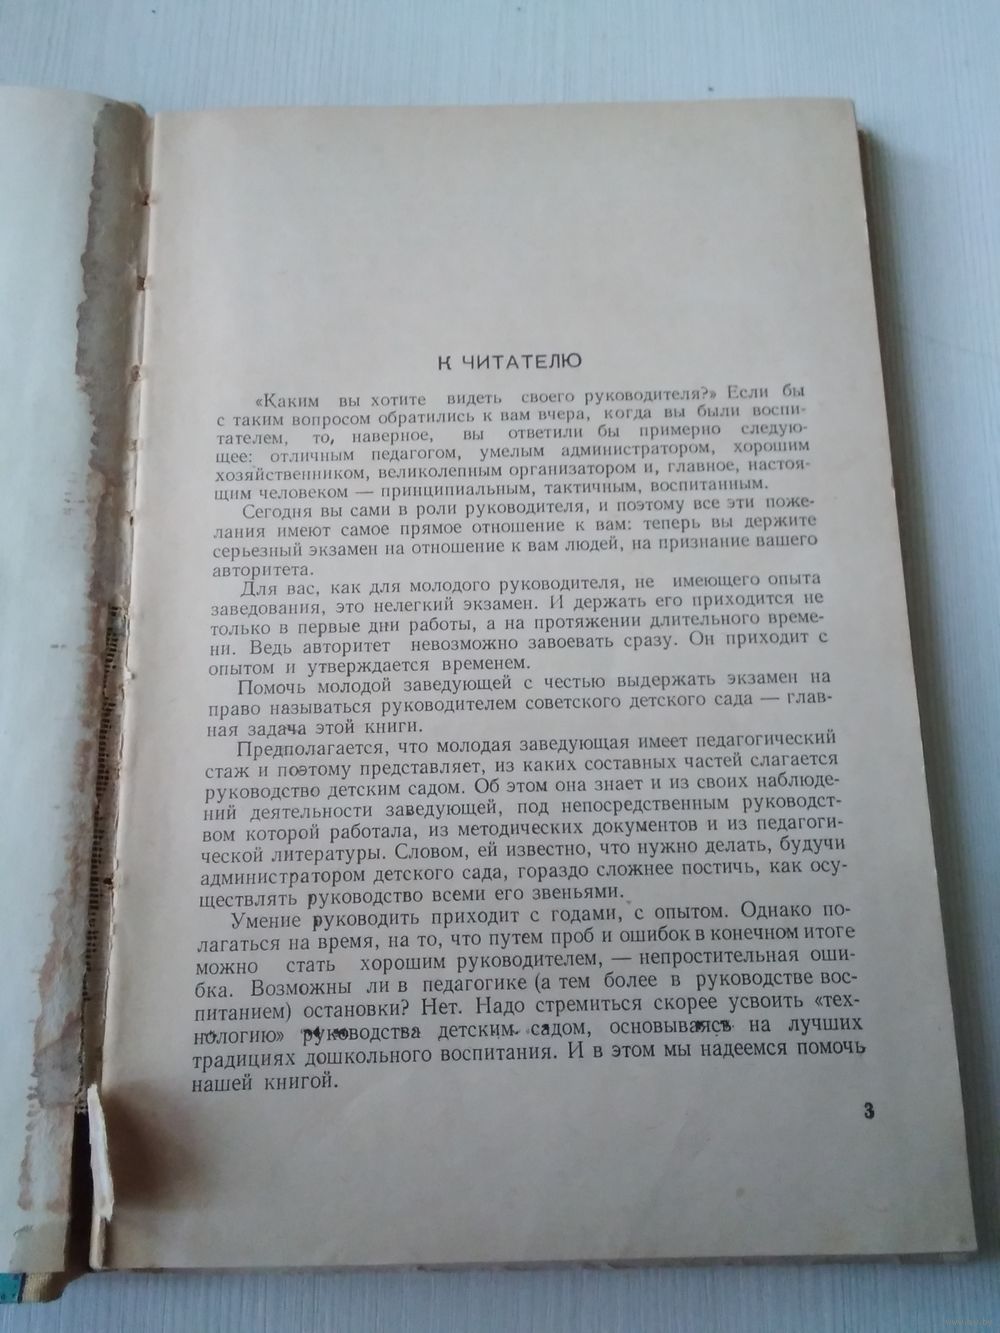 К ЧИТАТЕЛЮ
«Каким вы хотите видеть своего руководителя?» Если бы
с таким вопросом обратились к вам вчера, когда вы были воспи-
тателем, то, наверное, вы ответили бы примерно следую-
щее: отличным педагогом, умелым администратором, хорошим
хозяйственником, великолепным организатором и, главное, настоя-
щим человеком — принципиальным, тактичным, воспитанным.
Сегодня вы сами в роли руководителя, и поэтому все эти поже-
лания имеют самое прямое отношение к вам: теперь вы держите
серьезный экзамен на отношение к вам людей, на признание вашего
авторитета.
Для вас, как для молодого руководителя, не имеющего опыта
заведования, это нелегкий экзамен. И держать его приходится не
только в первые дни работы, а на протяжении длительного време-
ни. Ведь авторитет невозможно завоевать сразу. Он приходит с
опытом и утверждается временем.
Помочь молодой заведующей с честью выдержать экзамен на
право называться руководителем советского детского сада — глав-
ная задача этой книги.
Предполагается, что молодая заведующая имеет педагогический
стаж и поэтому представляет, из каких составных частей слагается
руководство детским садом. Об этом она знает и из своих наблюде-
ний деятельности заведующей, под непосредственным руководст-
вом которой работала, из методических документов и из педагоги-
ческой литературы. Словом, ей известно, что нужно делать, будучи
администратором детского сада, гораздо сложнее постичь, как осу-
ществлять руководство всеми его звеньями.
Умение руководить приходит с годами, с опытом. Однако по-
лагаться на время, на то, что путем проб и ошибок в конечном итоге
можно стать хорошим руководителем, — непростительная ошиб-
ка. Возможны ли в педагогике (а тем более в руководстве вос-
питанием) остановки? Нет. Надо стремиться скорее усвоить «тех-
нологию» руководства детским садом, основываясь на лучших
традициях дошкольного воспитания. И в этом мы надеемся помочь
нашей книгой.
3